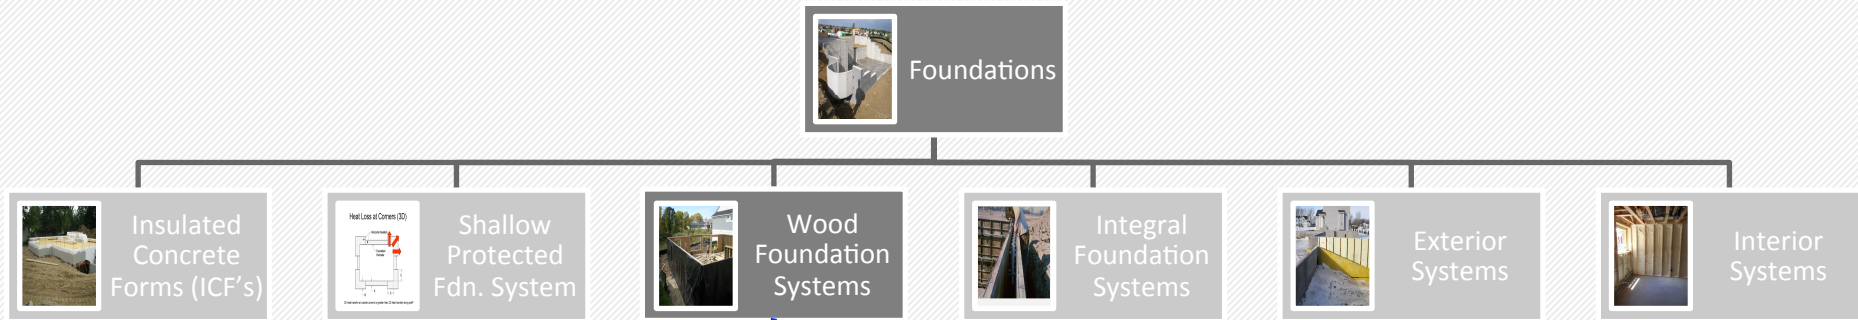 Foundations
Insulated
Concrete
Forms (ICF's)
Heat Loss at Corners (3D)
Shallow
Protected
Fdn. System
Wood
Foundation
Systems
Integral
Foundation
Systems
Exterior
Systems
Interior
Systems